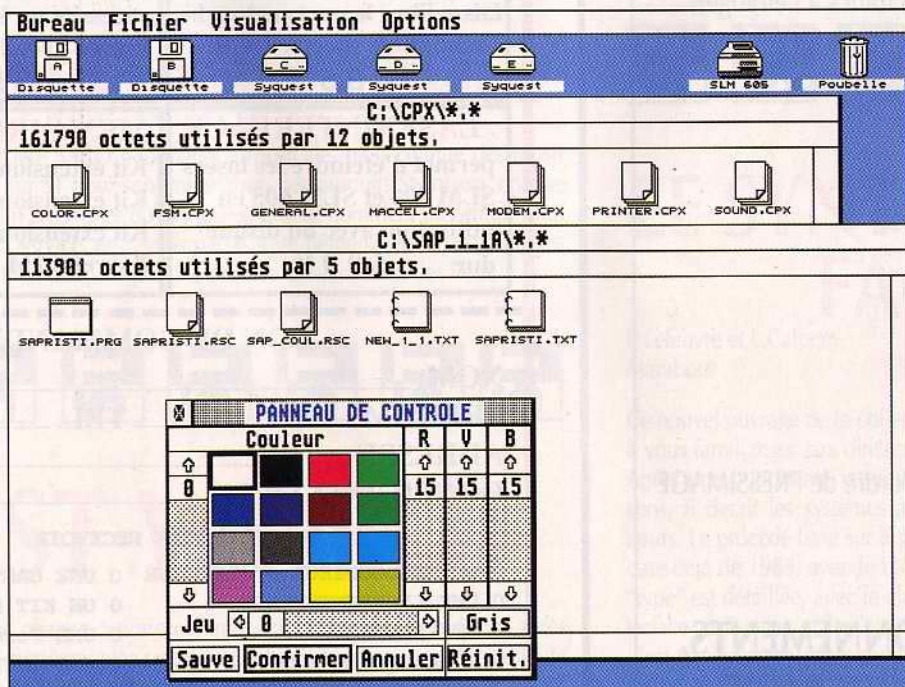 Bureau Fichier Visualisation Options
A B C D E
Disquette Disquette Syquest Syquest Syquest SLM 605 Poubelle
C:\CPX\*.*
161790 octets utilisés par 12 objets.
COLOR.CPX FSM.CPX GENERAL.CPX MACCEL.CPX MODEM.CPX PRINTER.CPX SOUND.CPX
C:\SAP_1_1A\*.*
113901 octets utilisés par 5 objets.
SAPRISTI.PRG SAPRISTI.RSC SAP_COUL.RSC NEW_1_1.TXT SAPRISTI.TXT
PANNEAU DE CONTROLE
Couleur R V B
0 15 15 15
Jeu 0 Gris
Sauve Confirmer Annuler Réinit.